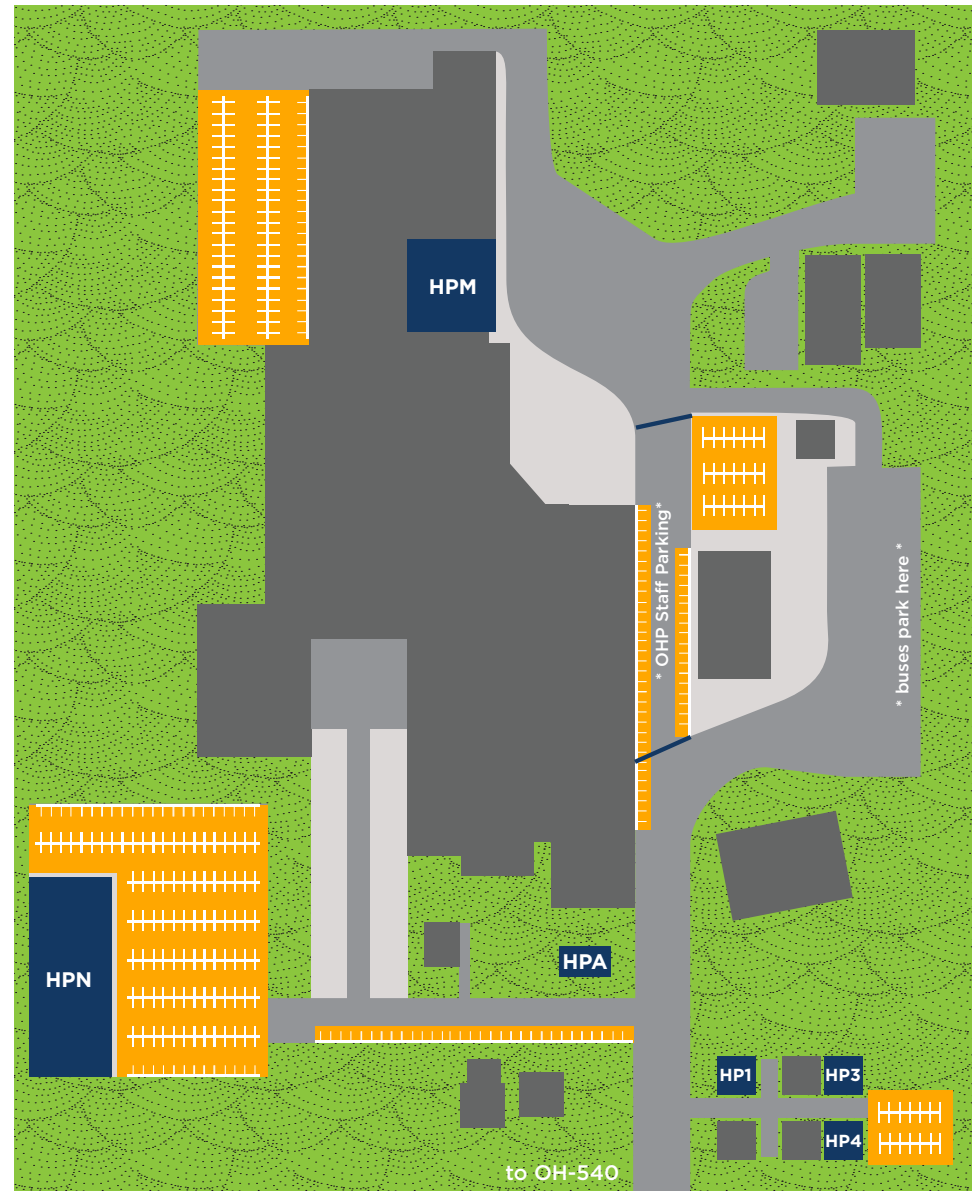 HPM
* OHP Staff Parking*
* buses park here *
HPN
HPA
HP1
HP3
HP4
to OH-540